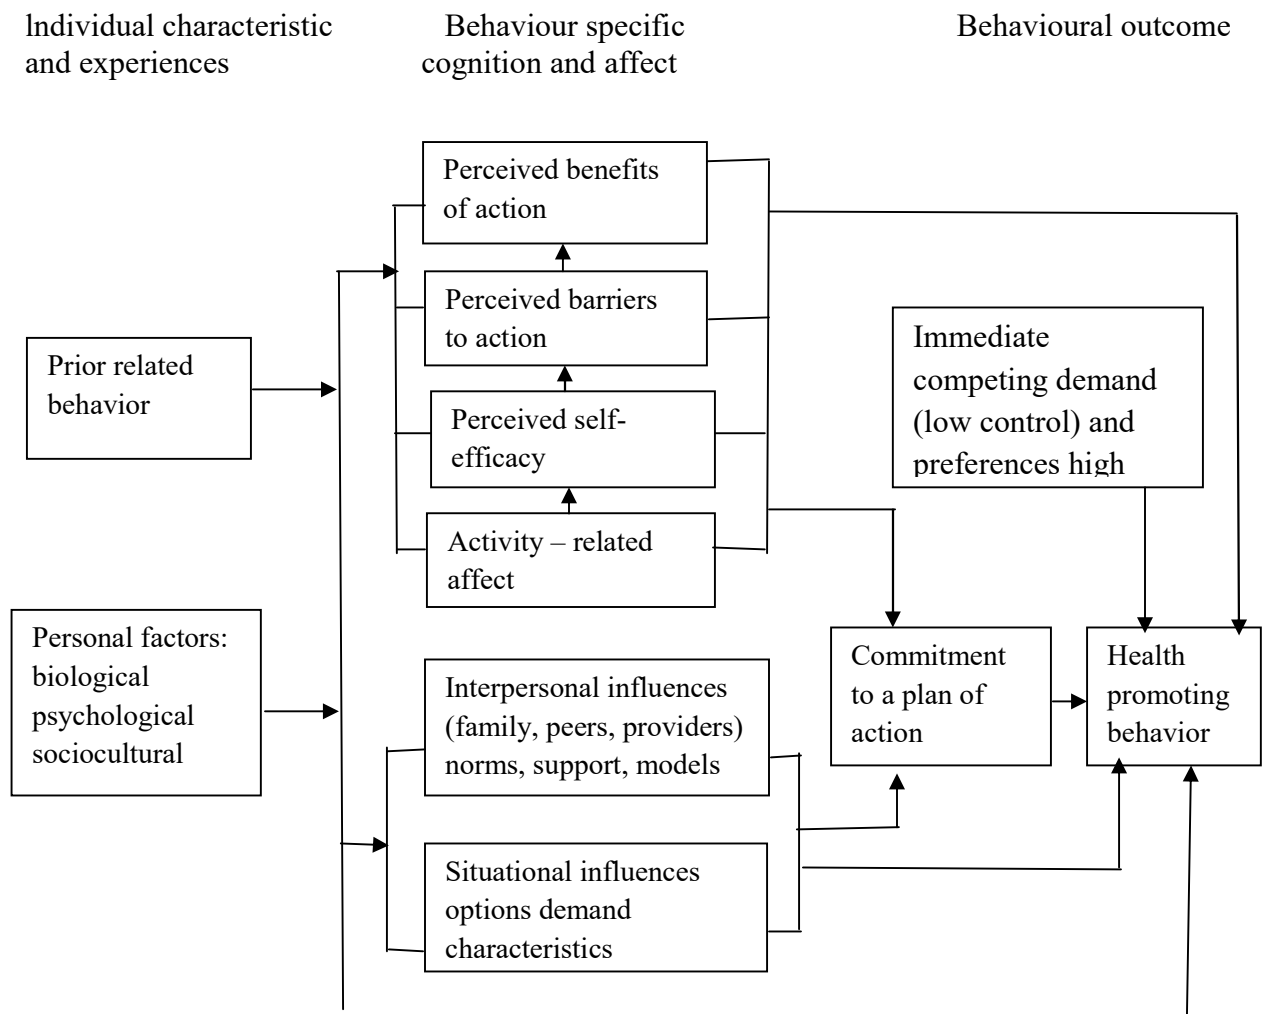 Individual characteristic
and experiences
Behaviour specific
cognition and affect
Behavioural outcome
Perceived benefits
of action
Perceived barriers
to action
Perceived self-
efficacy
Activity – related
affect
Prior related
behavior
Personal factors:
biological
psychological
sociocultural
Interpersonal influences
(family, peers, providers)
norms, support, models
Situational influences
options demand
characteristics
Immediate
competing demand
(low control) and
preferences high
Commitment
to a plan of
action
Health
promoting
behavior